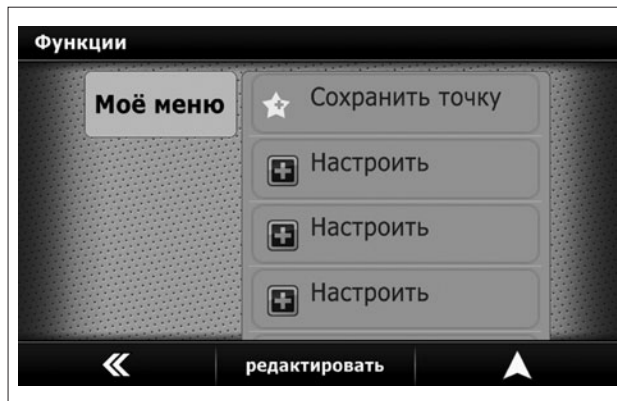 Функции
Моё меню
Сохранить точку
Настроить
Настроить
Настроить
редактировать